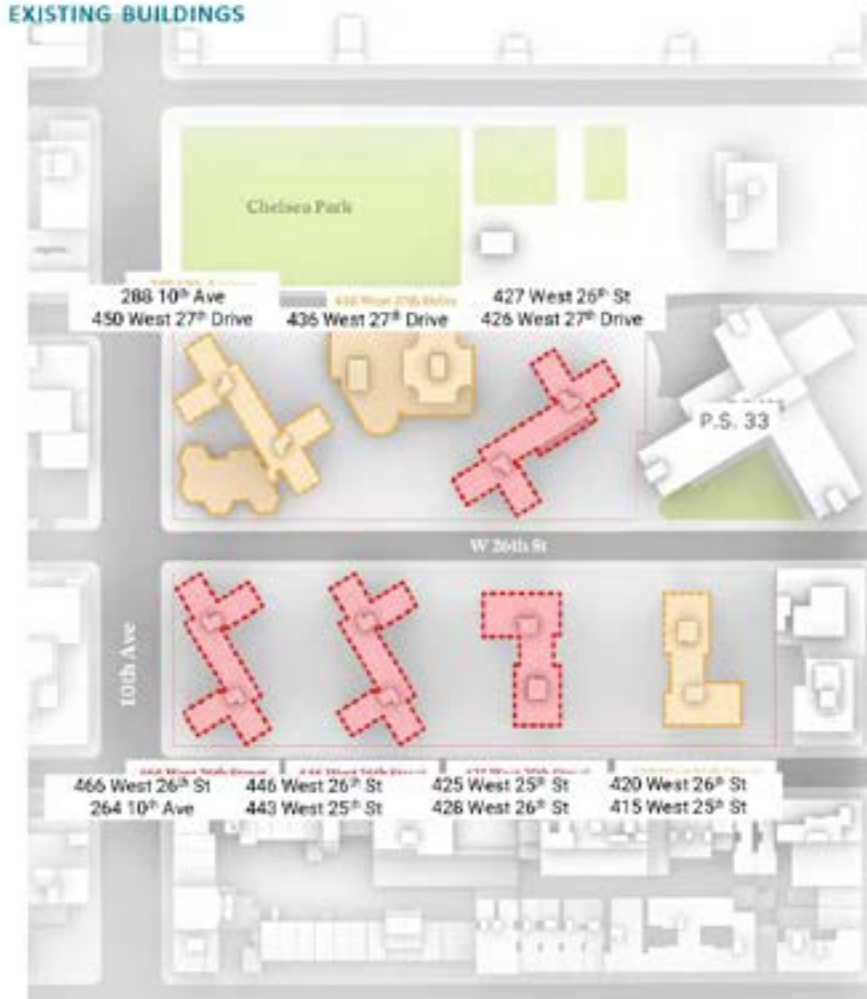 EXISTING BUILDINGS
Chelsea Park
288 10th Ave
450 West 27th Drive
436 West 27th Drive
427 West 26th St
426 West 27th Drive
P.S. 33
W 26th St
10th Ave
466 West 26th St
264 10th Ave
446 West 26th St
443 West 25th St
425 West 25th St
428 West 26th St
420 West 26th St
415 West 25th St